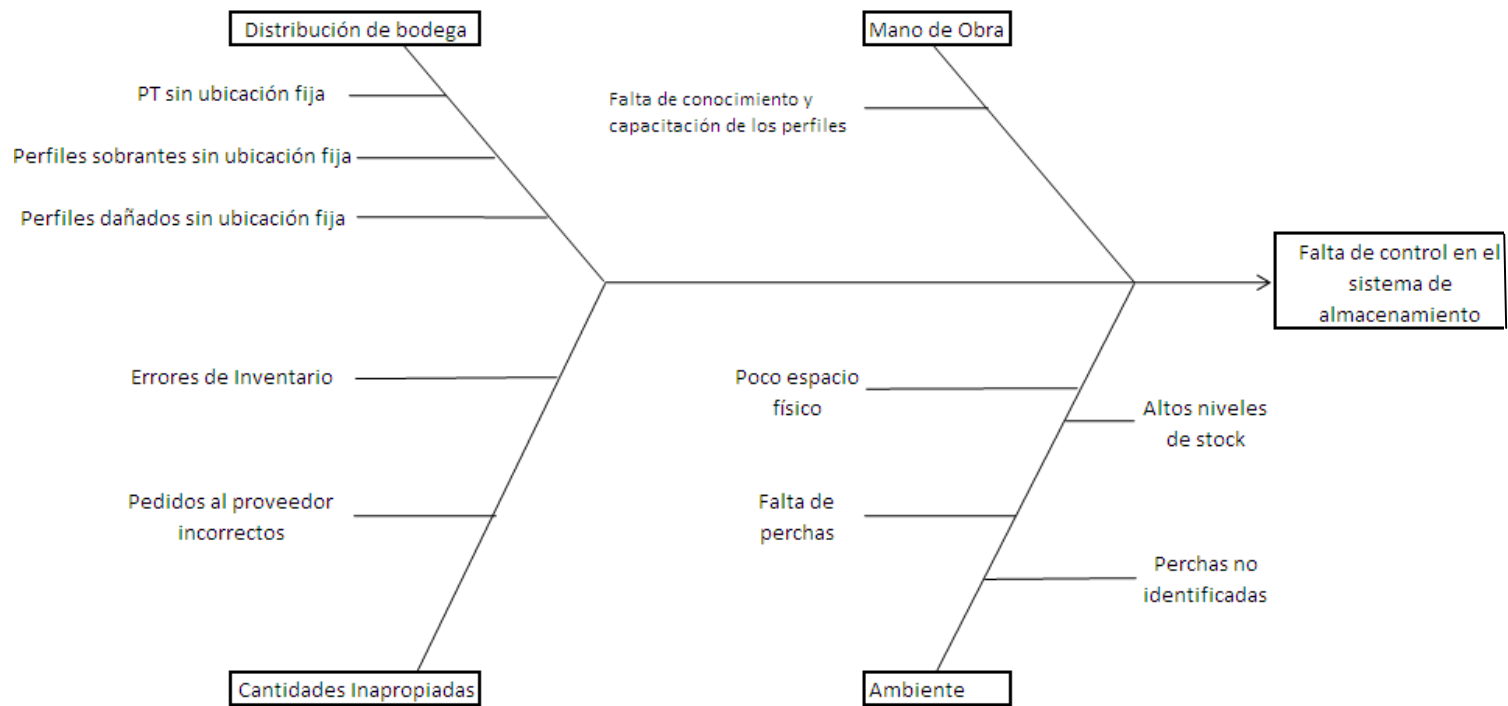 Distribución de bodega
Mano de Obra
PT sin ubicación fija
Perfiles sobrantes sin ubicación fija
Perfiles dañados sin ubicación fija
Falta de conocimiento y
capacitación de los perfiles
Falta de control en el
sistema de
almacenamiento
Errores de Inventario
Pedidos al proveedor
incorrectos
Poco espacio
físico
Altos niveles
de stock
Falta de
perchas
Perchas no
identificadas
Cantidades Inapropiadas
Ambiente